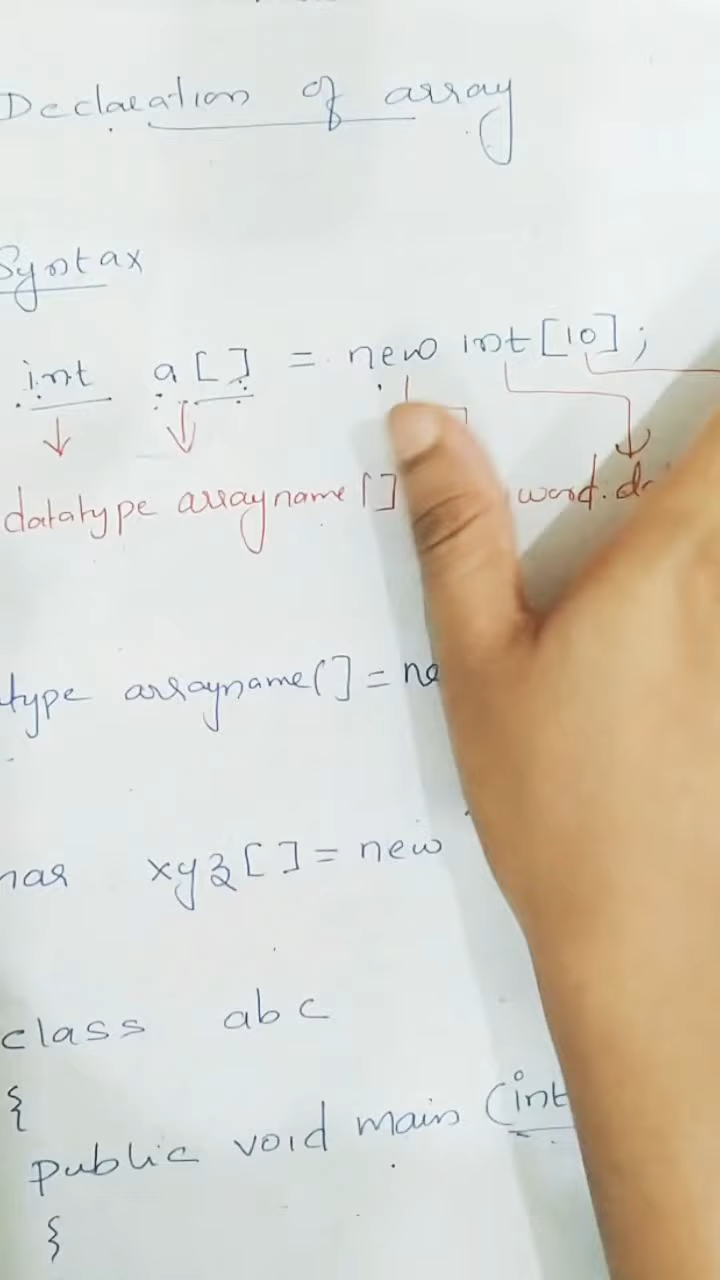 Declaration of array
Syntax
int a[] = new int[10];
datatype arrayname[] word.
type arrayname[] = ne
xyz[] = new
class abc
{
public void main (int
{